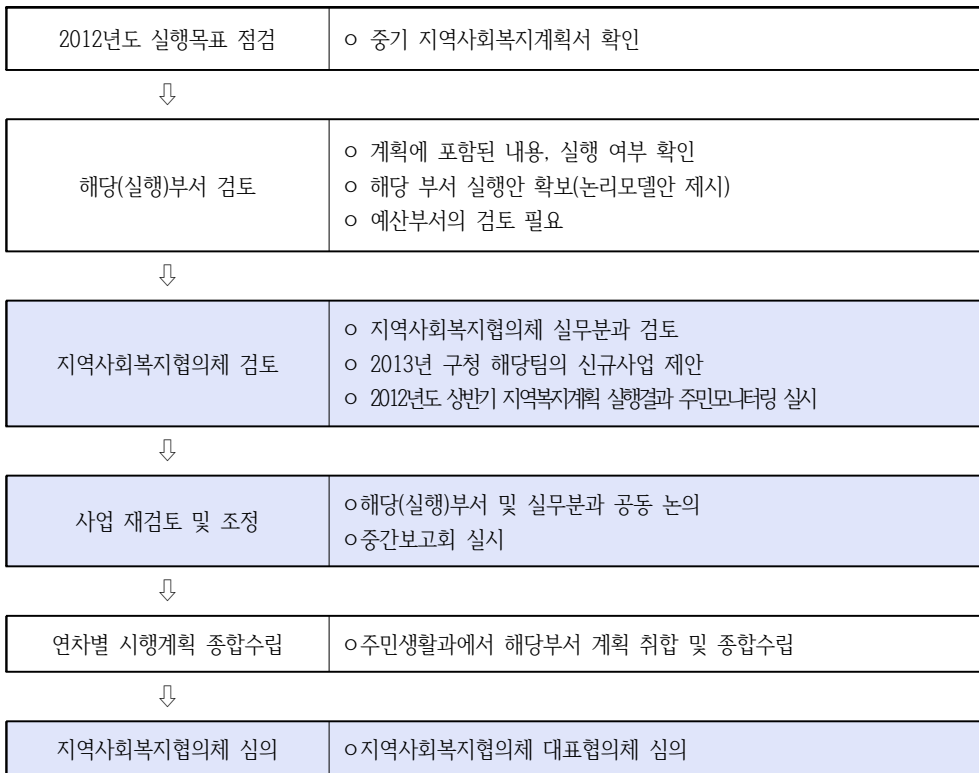 2012년도 실행목표 점검
ㅇ 중기 지역사회복지계획서 확인
⇩
해당(실행)부서 검토
ㅇ 계획에 포함된 내용, 실행 여부 확인
ㅇ 해당 부서 실행안 확보(논리모델안 제시)
ㅇ 예산부서의 검토 필요
⇩
지역사회복지협의체 검토
ㅇ 지역사회복지협의체 실무분과 검토
ㅇ 2013년 구청 해당팀의 신규사업 제안
ㅇ 2012년도 상반기 지역복지계획 실행결과 주민모니터링 실시
⇩
사업 재검토 및 조정
ㅇ해당(실행)부서 및 실무분과 공동 논의
ㅇ중간보고회 실시
⇩
연차별 시행계획 종합수립
ㅇ주민생활과에서 해당부서 계획 취합 및 종합수립
⇩
지역사회복지협의체 심의
ㅇ지역사회복지협의체 대표협의체 심의